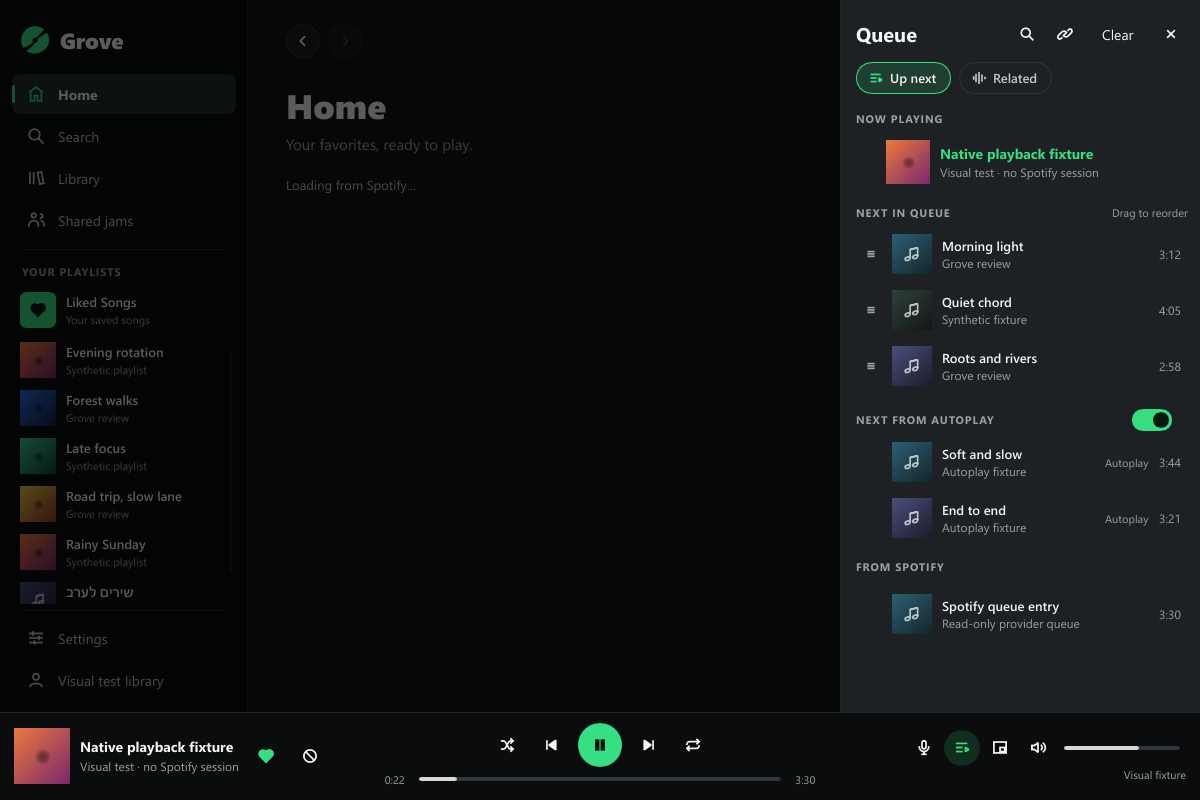 Grove
Home
Search
Library
Shared jams
YOUR PLAYLISTS
Liked Songs
Your saved songs
Evening rotation
Synthetic playlist
Forest walks
Grove review
Late focus
Synthetic playlist
Road trip, slow lane
Grove review
Rainy Sunday
Synthetic playlist
שירים לערב
Settings
Visual test library
Home
Your favorites, ready to play.
Loading from Spotify...
Queue
Clear
Up next
Related
NOW PLAYING
Native playback fixture
Visual test · no Spotify session
NEXT IN QUEUE
Drag to reorder
Morning light
Grove review
3:12
Quiet chord
Synthetic fixture
4:05
Roots and rivers
Grove review
2:58
NEXT FROM AUTOPLAY
Soft and slow
Autoplay fixture
Autoplay 3:44
End to end
Autoplay fixture
Autoplay 3:21
FROM SPOTIFY
Spotify queue entry
Read-only provider queue
3:30
Native playback fixture
Visual test · no Spotify session
0:22
3:30
Visual fixture